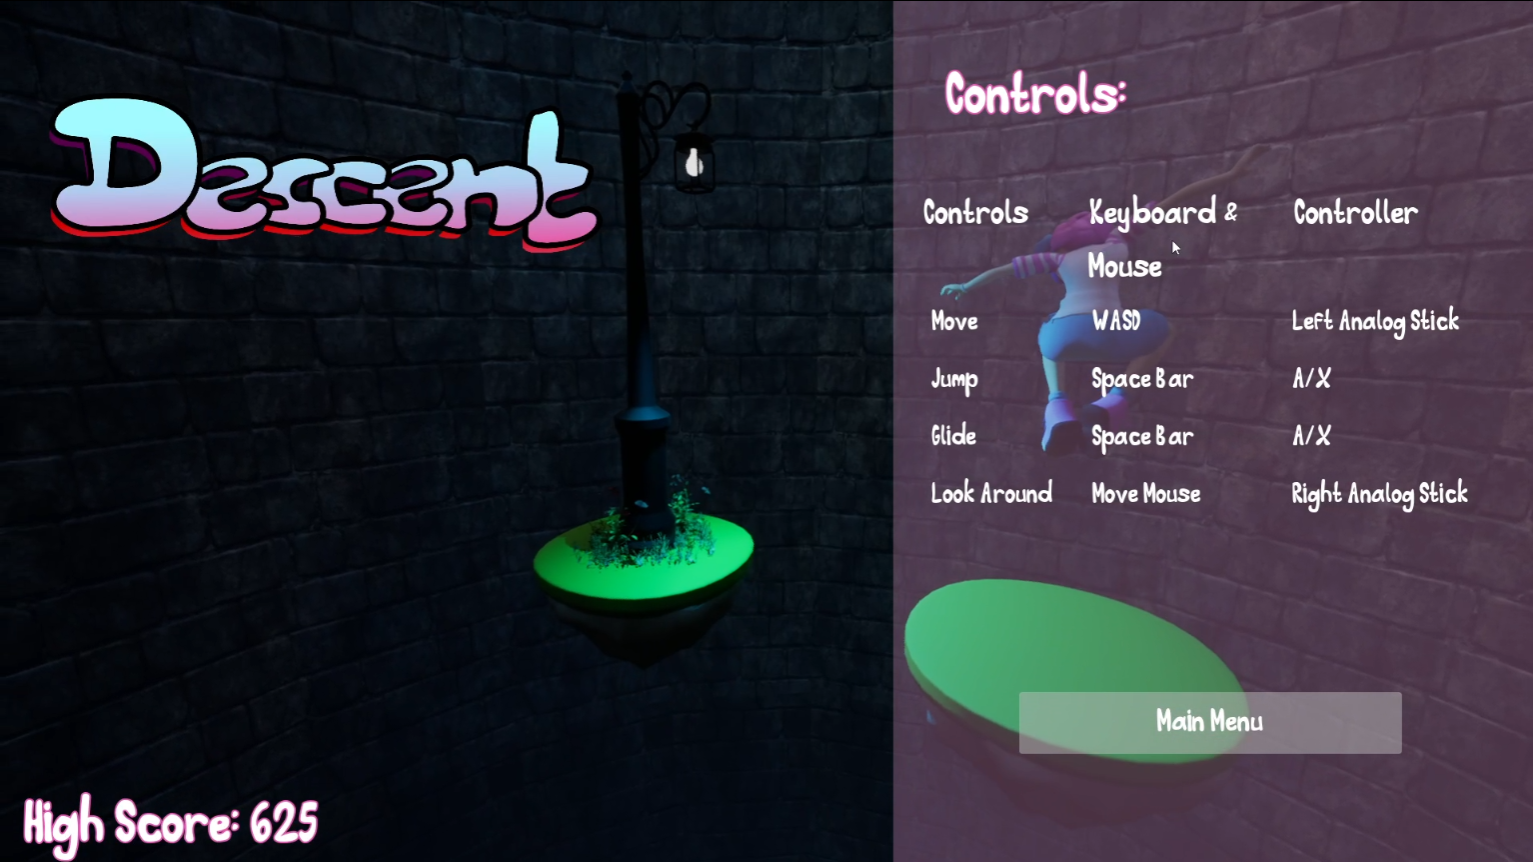 Descent
Controls:
Controls Keyboard & Mouse Controller
Move WASD Left Analog Stick
Jump Space Bar A/X
Glide Space Bar A/X
Look Around Move Mouse Right Analog Stick
Main Menu
High Score: 625